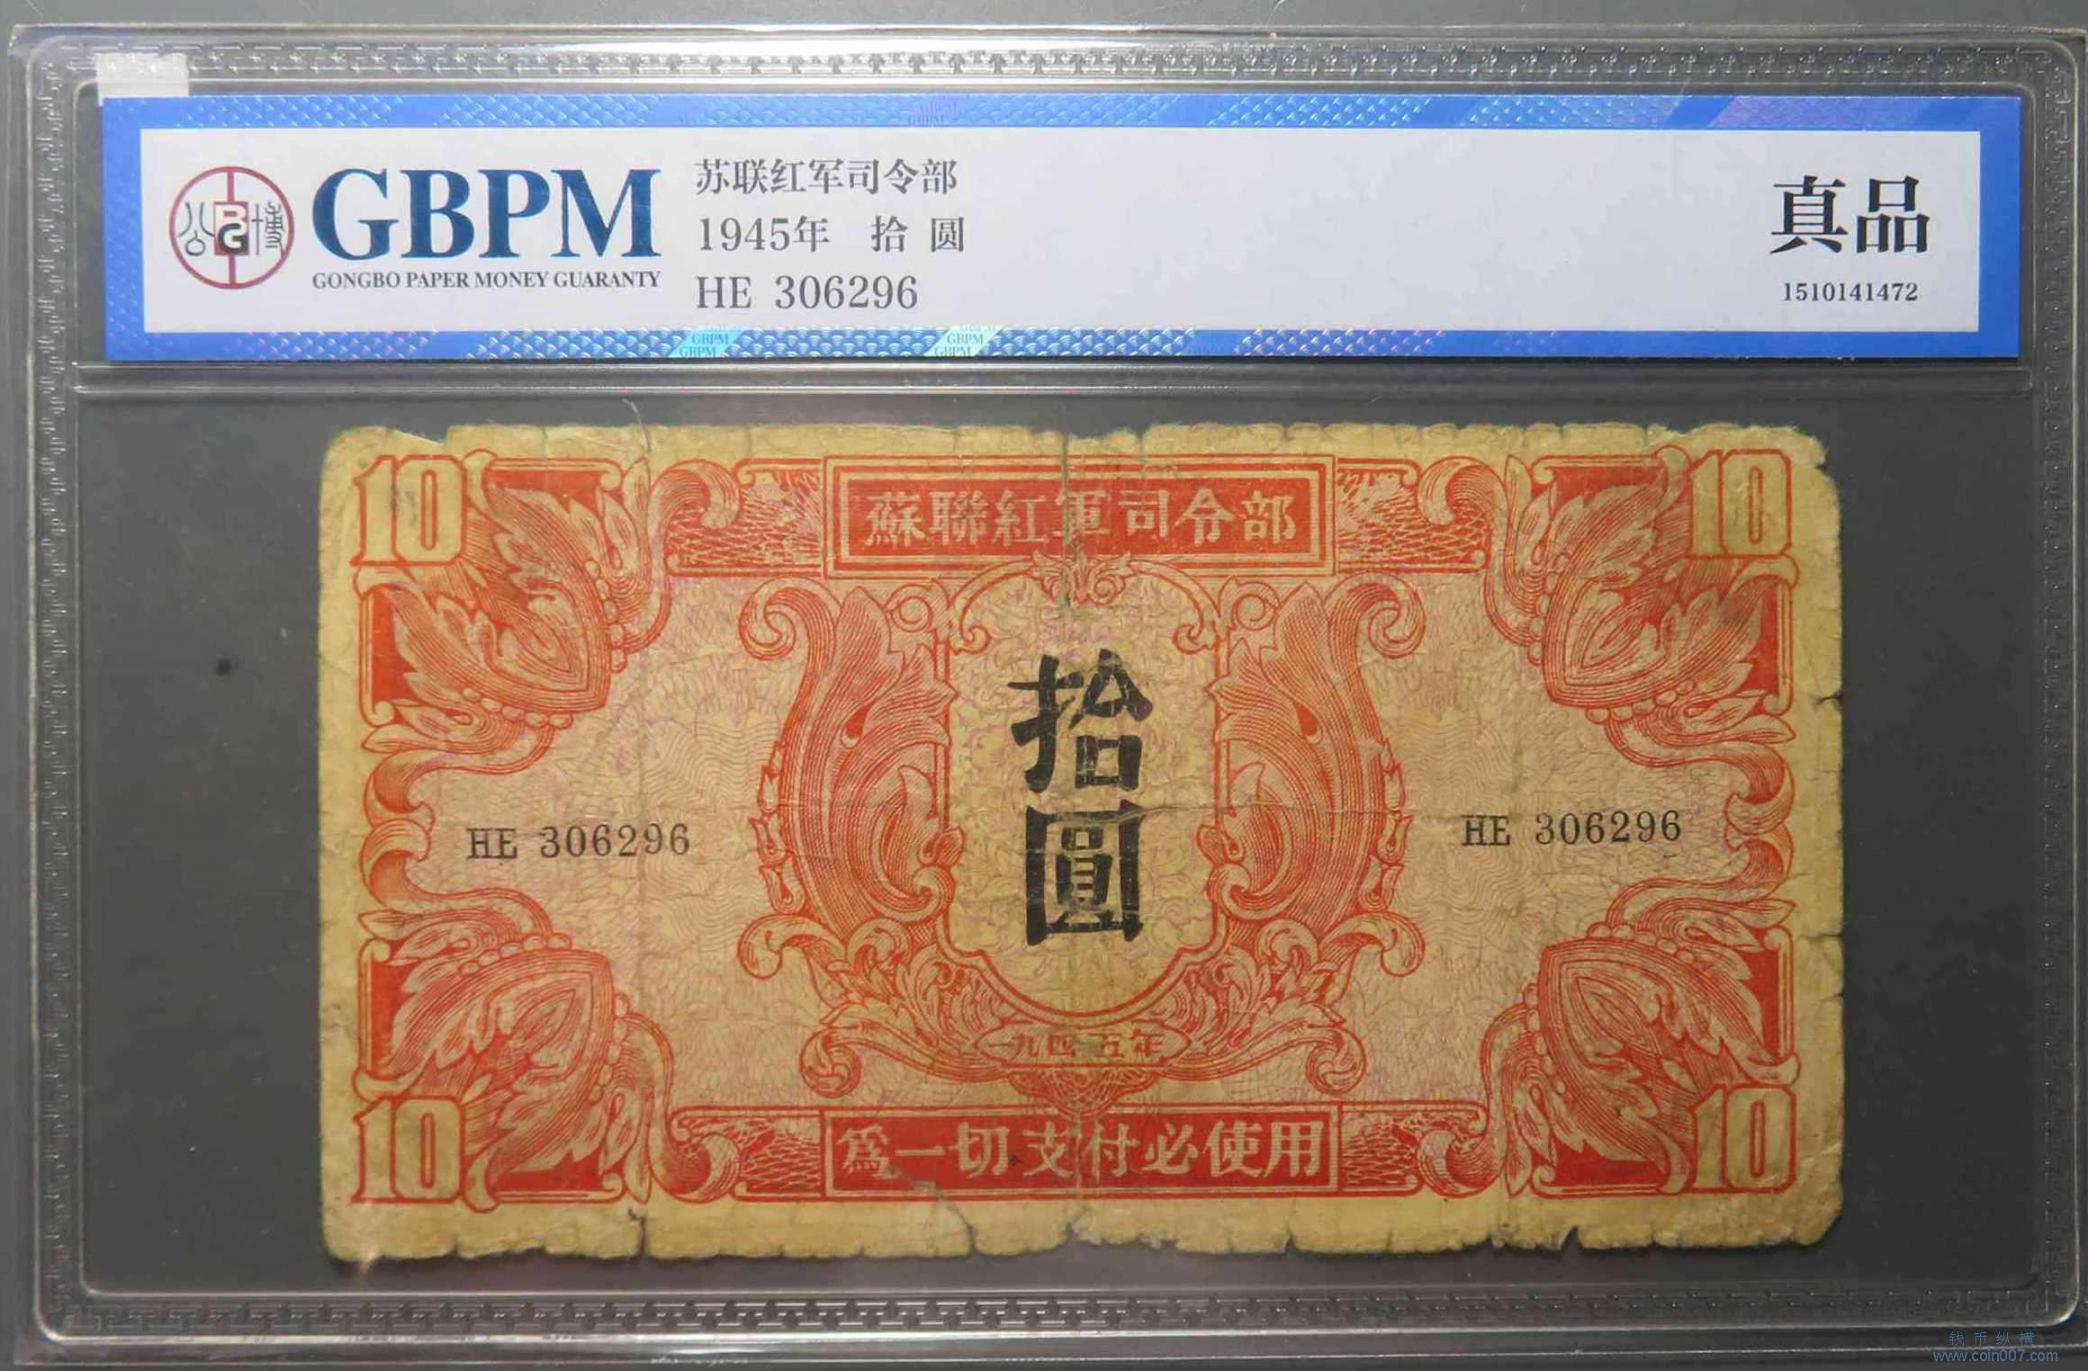 公博
GBPM
GONGBO PAPER MONEY GUARANTY
苏联红军司令部
1945年 拾 圆
HE 306296
真品
1510141472
10
蘇聯紅軍司令部
10
拾圓
HE 306296
HE 306296
一九四五年
10
爲一切支付必使用
10
钱币纵横
www.coin007.com